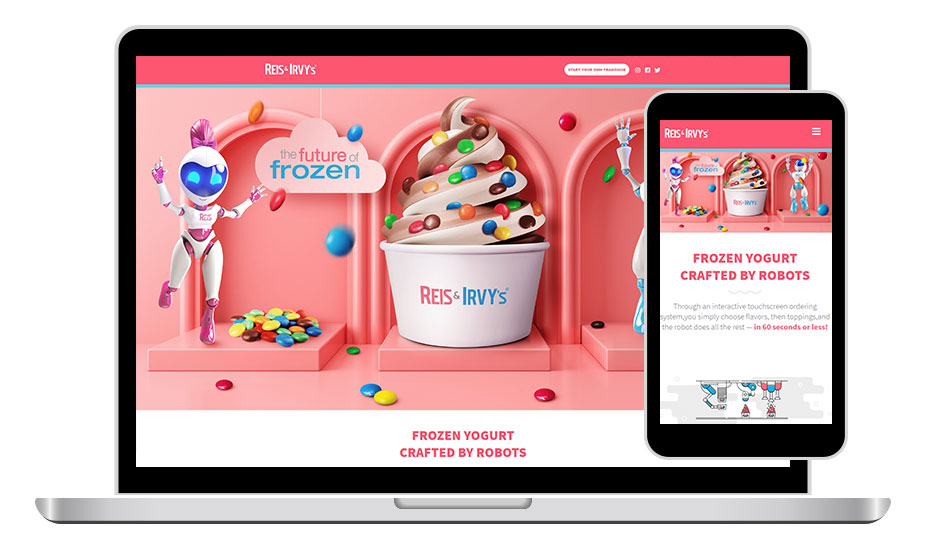 REIS & IRVY's
START YOUR OWN FRANCHISE
the future of
frozen
REIS
REIS & IRVY's®
FROZEN YOGURT
CRAFTED BY ROBOTS
REIS & IRVY's
the future of
frozen
REIS & IRVY's
FROZEN YOGURT
CRAFTED BY ROBOTS
Through an interactive touchscreen ordering
system,you simply choose flavors, then toppings,and
the robot does all the rest — in 60 seconds or less!